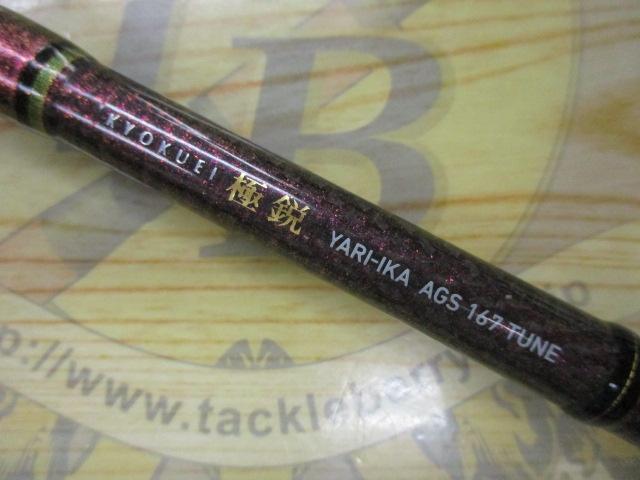 KYOKUEI 極鋭 YARI-IKA AGS 167 TUNE
B
http://www.tackleberry